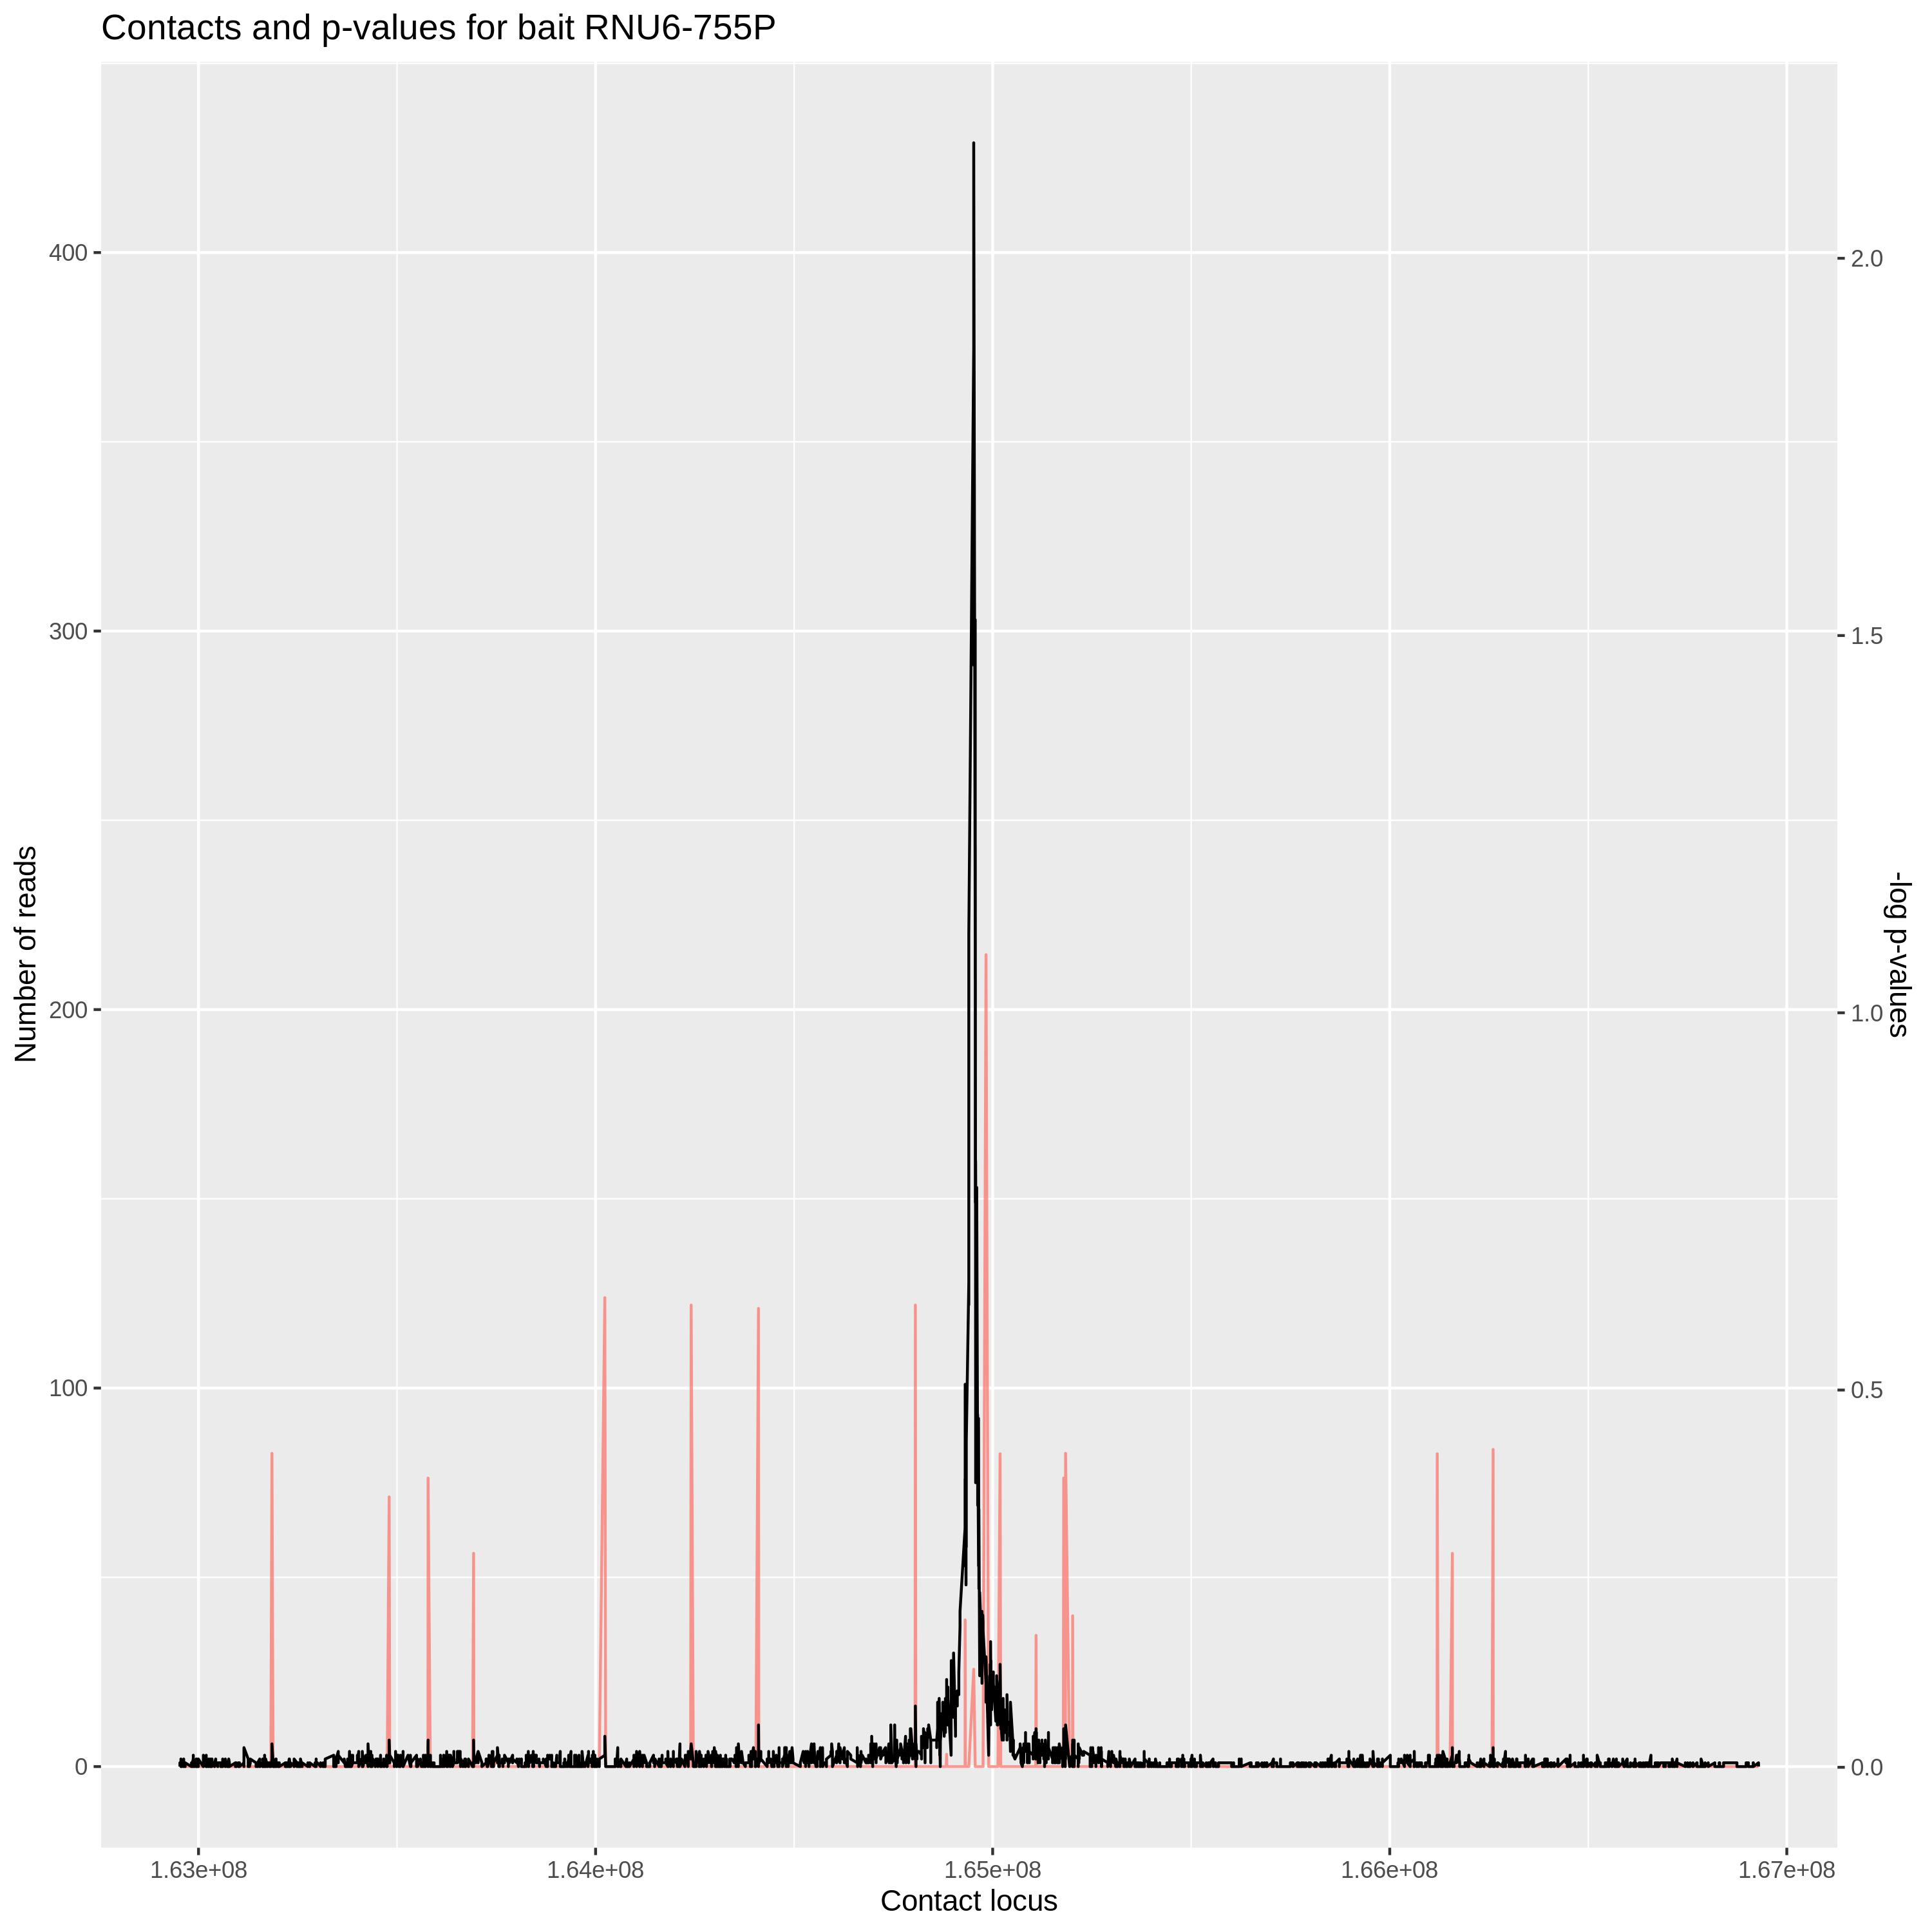 Contacts and p-values for bait RNU6-755P
400
300
200
100
0
Number of reads
2.0
1.5
1.0
0.5
0.0
-log p-values
1.63e+08
1.64e+08
1.65e+08
1.66e+08
1.67e+08
Contact locus